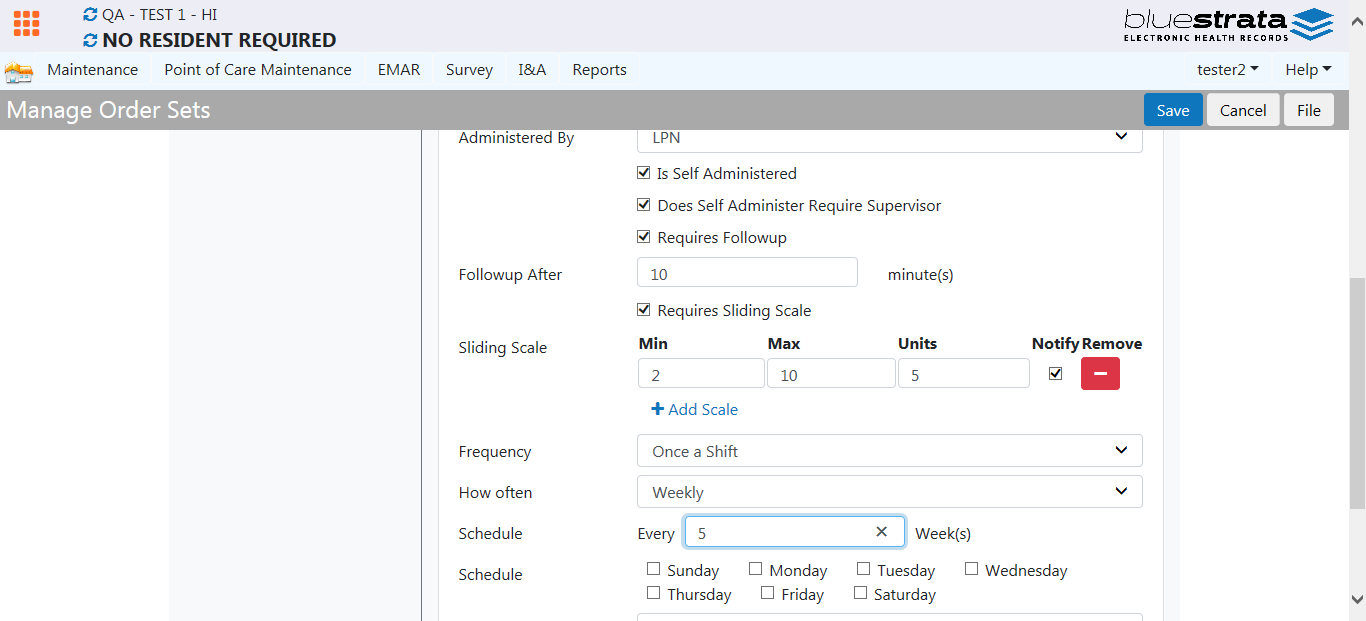 QA - TEST 1 - HI
NO RESIDENT REQUIRED
bluestrata
ELECTRONIC HEALTH RECORDS
Maintenance Point of Care Maintenance EMAR Survey I&A Reports tester2 Help
Manage Order Sets Save Cancel File
Administered By LPN
Is Self Administered
Does Self Administer Require Supervisor
Requires Followup
Followup After 10 minute(s)
Requires Sliding Scale
Sliding Scale Min Max Units Notify Remove
2 10 5
Add Scale
Frequency Once a Shift
How often Weekly
Schedule Every 5 Week(s)
Schedule Sunday Monday Tuesday Wednesday
Thursday Friday Saturday